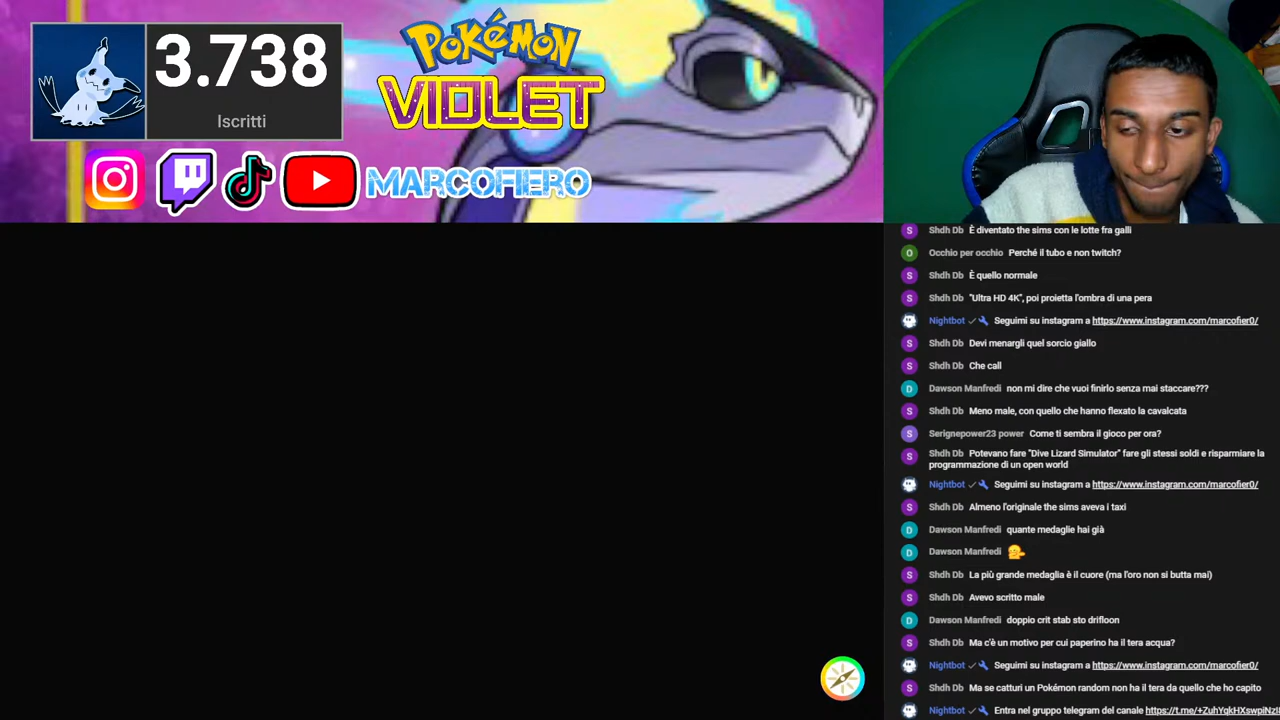 3.738
Iscritti
POKÉMON
VIOLET
MARCOFIERO
Shdh Db È diventato the sims con le lotte fra galli
O Occhio per occhio Perché il tubo e non twitch?
S Shdh Db È quello normale
S Shdh Db "Ultra HD 4K", poi proietta l'ombra di una pera
Nightbot Seguimi su instagram a https://www.instagram.com/marcofier0/
S Shdh Db Devi menargli quel sorcio giallo
S Shdh Db Che call
D Dawson Manfredi non mi dire che vuoi finirlo senza mai staccare???
S Shdh Db Meno male, con quello che hanno flexato la cavalcata
S Serignepower23 power Come ti sembra il gioco per ora?
S Shdh Db Potevano fare "Dive Lizard Simulator" fare gli stessi soldi e risparmiare la
programmazione di un open world
Nightbot Seguimi su instagram a https://www.instagram.com/marcofier0/
S Shdh Db Almeno l'originale the sims aveva i taxi
D Dawson Manfredi quante medaglie hai già
D Dawson Manfredi
S Shdh Db La più grande medaglia è il cuore (ma l'oro non si butta mai)
S Shdh Db Avevo scritto male
D Dawson Manfredi doppio crit stab sto drifloon
S Shdh Db Ma c'è un motivo per cui paperino ha il tera acqua?
Nightbot Seguimi su instagram a https://www.instagram.com/marcofier0/
S Shdh Db Ma se catturi un Pokémon random non ha il tera da quello che ho capito
Nightbot Entra nel gruppo telegram del canale